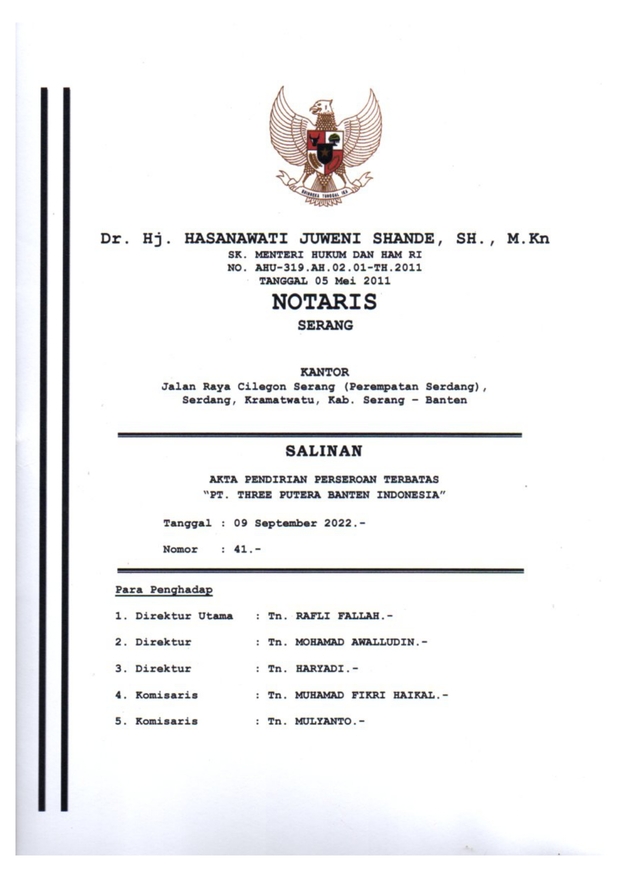 BHINNEKA TUNGGAL IKA
Dr. Hj. HASANAWATI JUWENI SHANDE, SH., M.Kn
SK. MENTERI HUKUM DAN HAM RI
NO. AHU-319.AH.02.01-TH.2011
TANGGAL 05 Mei 2011
NOTARIS
SERANG
KANTOR
Jalan Raya Cilegon Serang (Perempatan Serdang),
Serdang, Kramatwatu, Kab. Serang – Banten
SALINAN
AKTA PENDIRIAN PERSEROAN TERBATAS
“PT. THREE PUTERA BANTEN INDONESIA”
Tanggal : 09 September 2022.-
Nomor : 41.-
Para Penghadap
1. Direktur Utama : Tn. RAFLI FALLAH.-
2. Direktur : Tn. MOHAMAD AWALLUDIN.-
3. Direktur : Tn. HARYADI.-
4. Komisaris : Tn. MUHAMAD FIKRI HAIKAL.-
5. Komisaris : Tn. MULYANTO.-